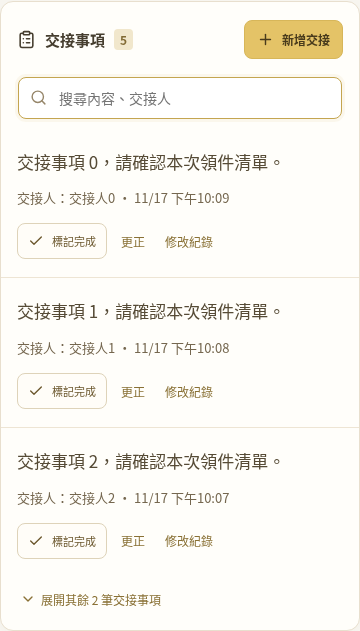 交接事項 5
新增交接
搜尋內容、交接人
交接事項 0，請確認本次領件清單。
交接人：交接人0 • 11/17 下午10:09
標記完成 更正 修改紀錄
交接事項 1，請確認本次領件清單。
交接人：交接人1 • 11/17 下午10:08
標記完成 更正 修改紀錄
交接事項 2，請確認本次領件清單。
交接人：交接人2 • 11/17 下午10:07
標記完成 更正 修改紀錄
展開其餘 2 筆交接事項